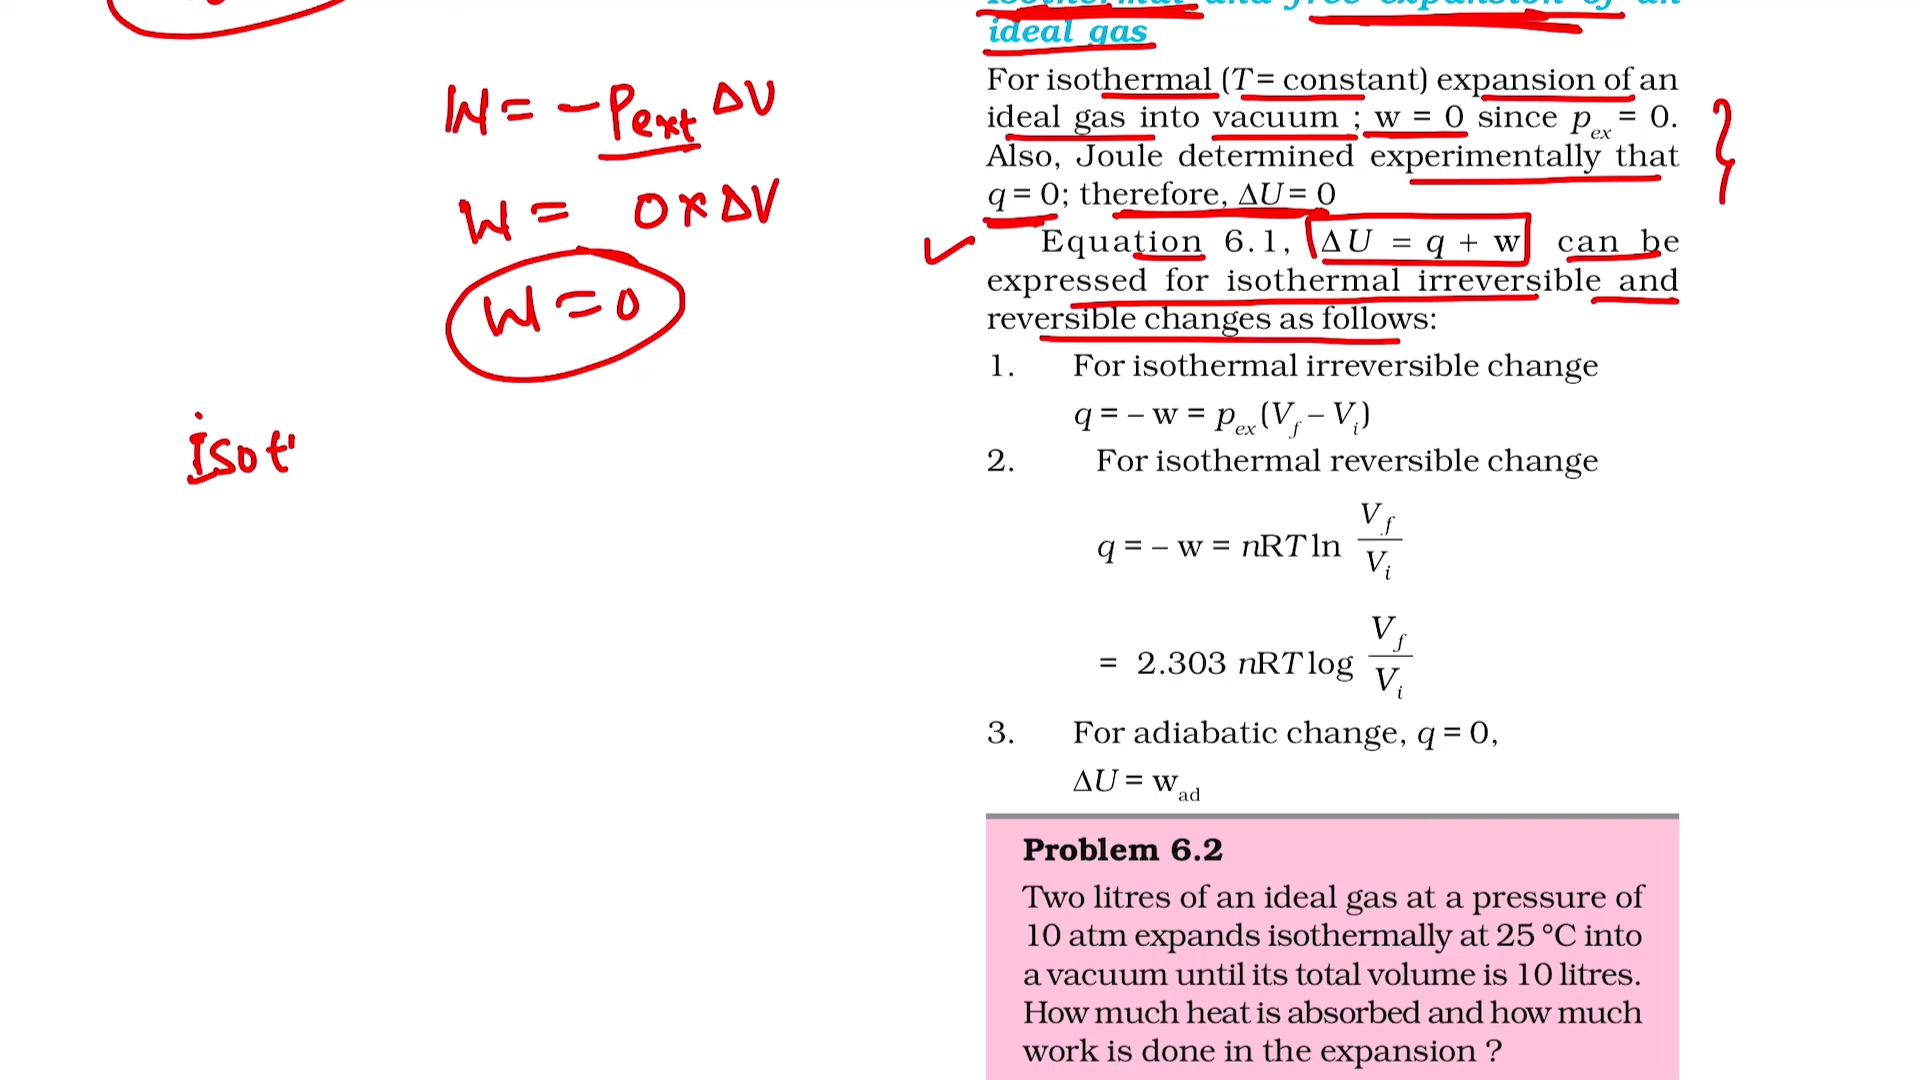 W = -Pext ΔV
W = 0 × ΔV
W = 0
isot
isothermal and free expansion of an
ideal gas
For isothermal (T = constant) expansion of an
ideal gas into vacuum ; w = 0 since pex = 0.
Also, Joule determined experimentally that
q = 0; therefore, ΔU = 0
Equation 6.1, ΔU = q + w can be
expressed for isothermal irreversible and
reversible changes as follows:
1. For isothermal irreversible change
q = – w = pex (Vf – Vi)
2. For isothermal reversible change
q = – w = nRT ln Vf/Vi
= 2.303 nRT log Vf/Vi
3. For adiabatic change, q = 0,
ΔU = wad
Problem 6.2
Two litres of an ideal gas at a pressure of
10 atm expands isothermally at 25 °C into
a vacuum until its total volume is 10 litres.
How much heat is absorbed and how much
work is done in the expansion ?